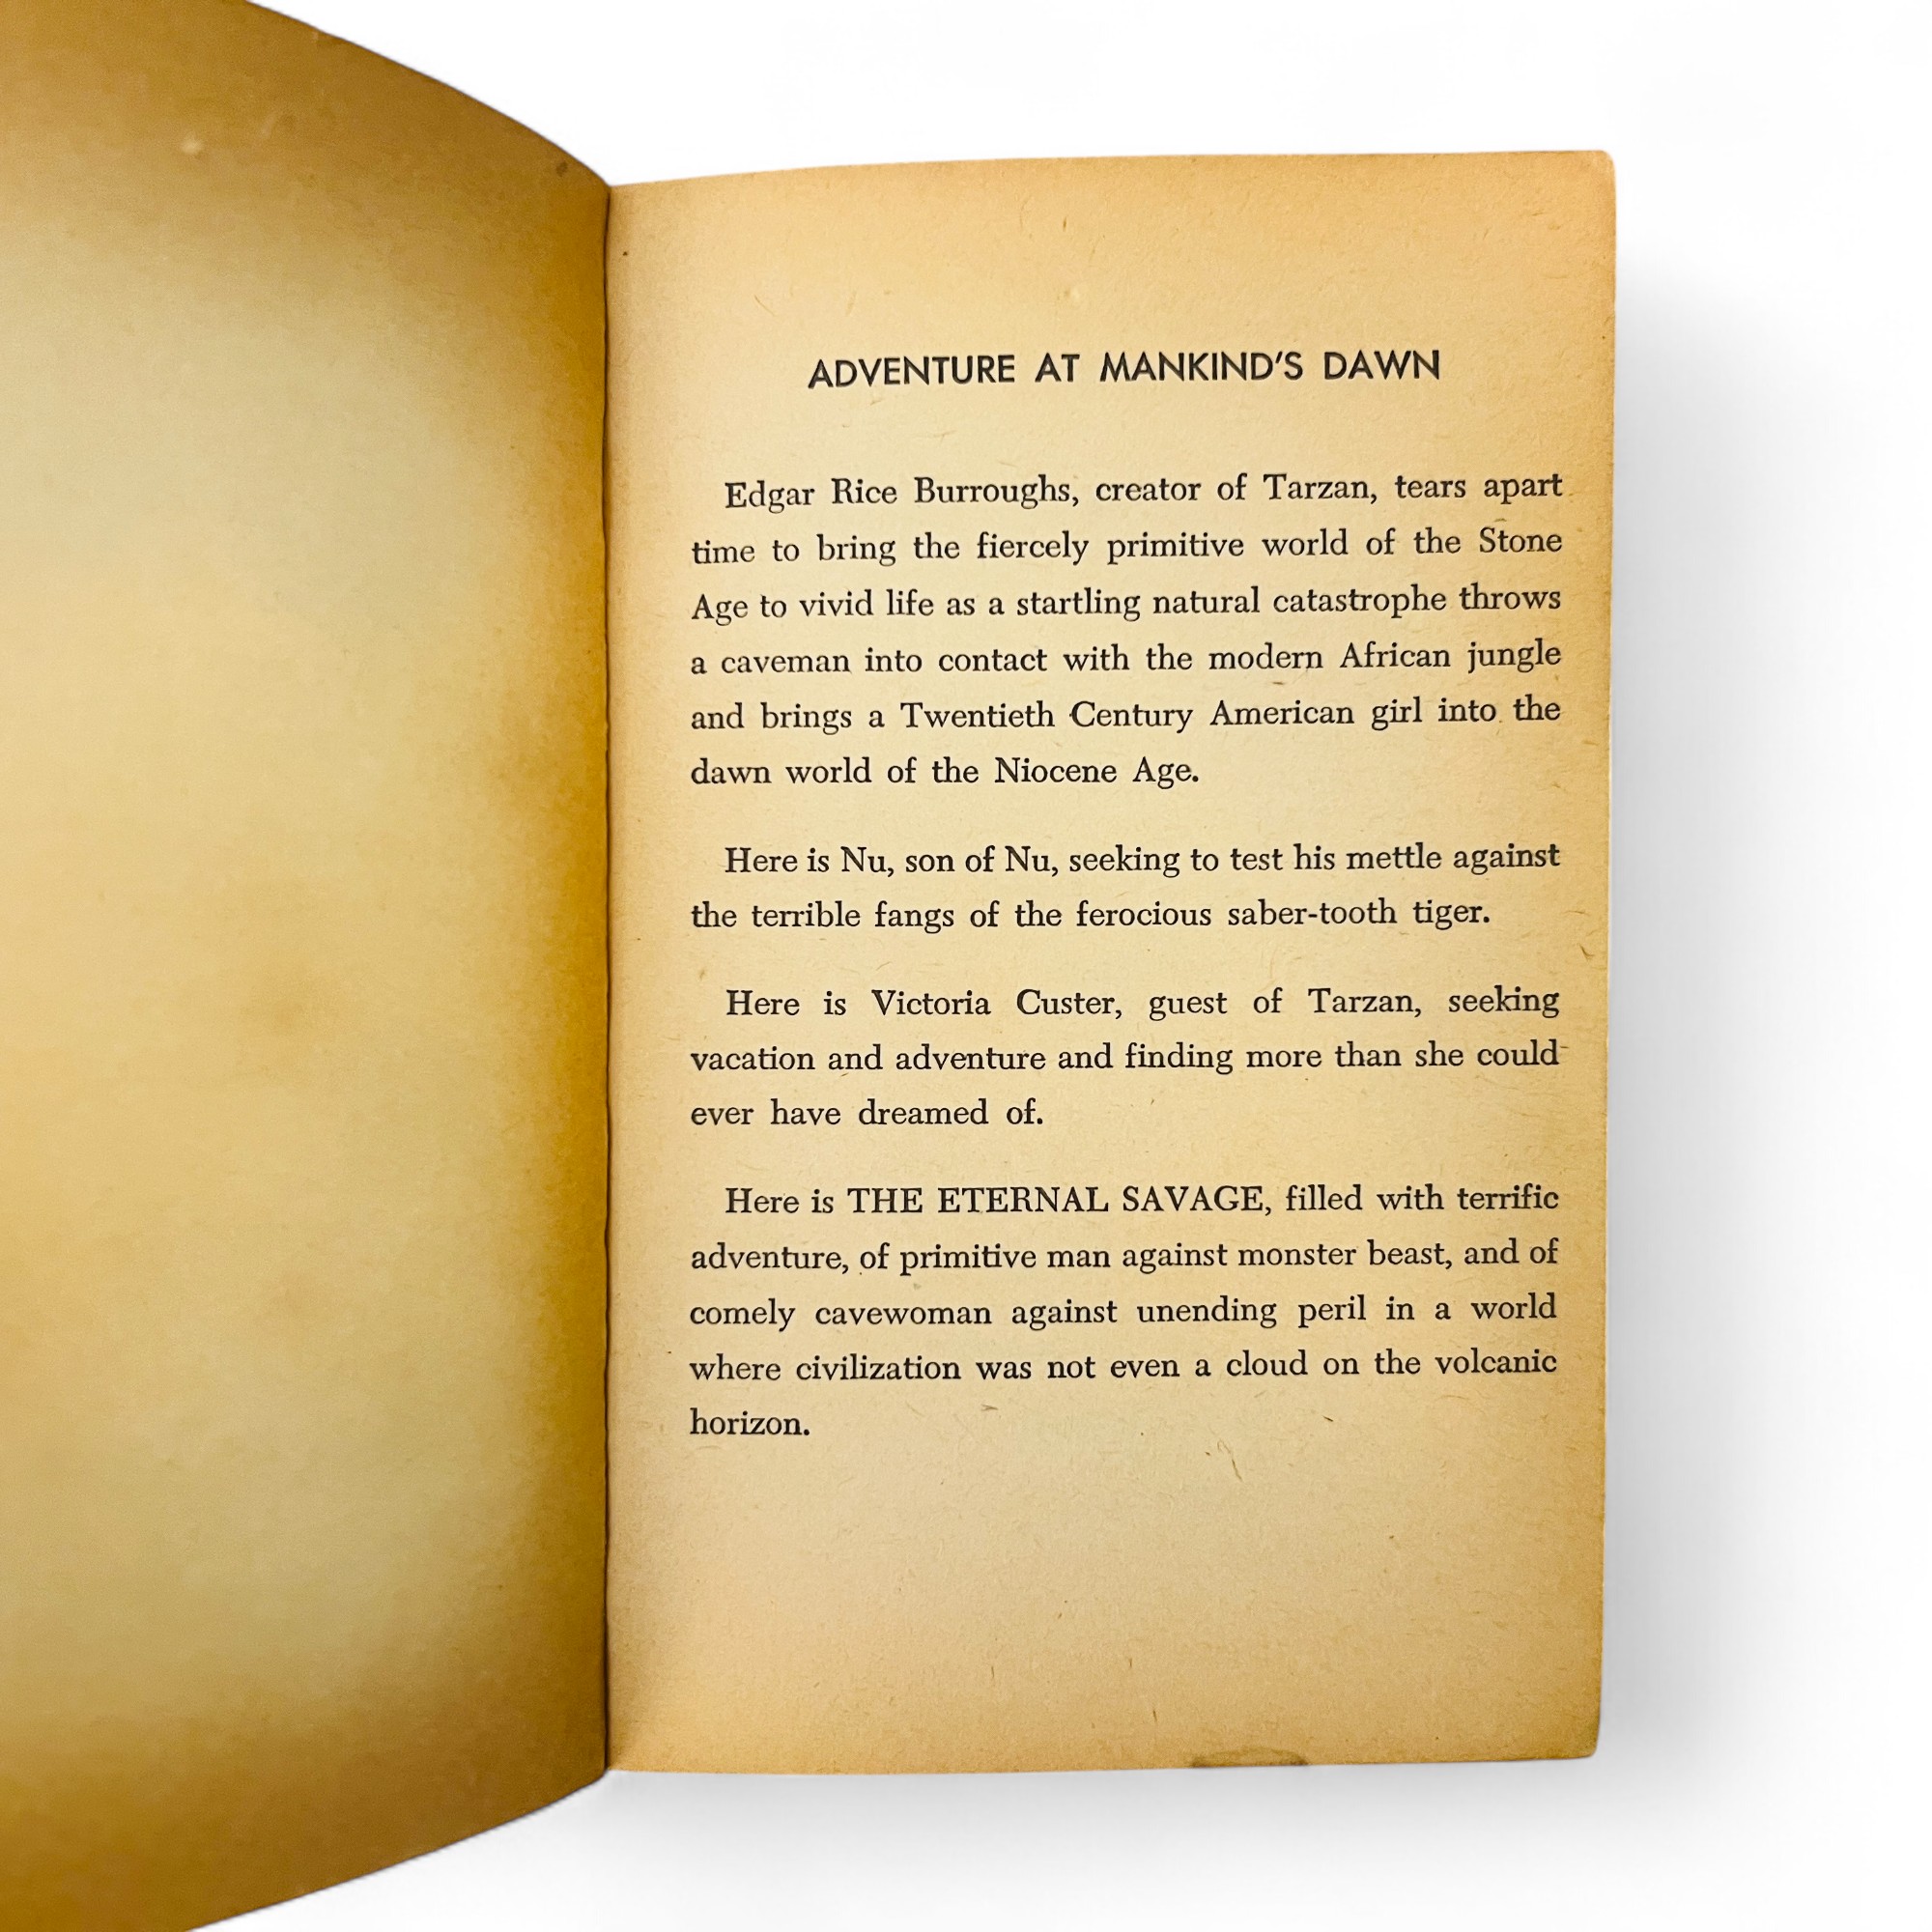 ADVENTURE AT MANKIND'S DAWN
Edgar Rice Burroughs, creator of Tarzan, tears apart
time to bring the fiercely primitive world of the Stone
Age to vivid life as a startling natural catastrophe throws
a caveman into contact with the modern African jungle
and brings a Twentieth Century American girl into the
dawn world of the Niocene Age.
Here is Nu, son of Nu, seeking to test his mettle against
the terrible fangs of the ferocious saber-tooth tiger.
Here is Victoria Custer, guest of Tarzan, seeking
vacation and adventure and finding more than she could
ever have dreamed of.
Here is THE ETERNAL SAVAGE, filled with terrific
adventure, of primitive man against monster beast, and of
comely cavewoman against unending peril in a world
where civilization was not even a cloud on the volcanic
horizon.